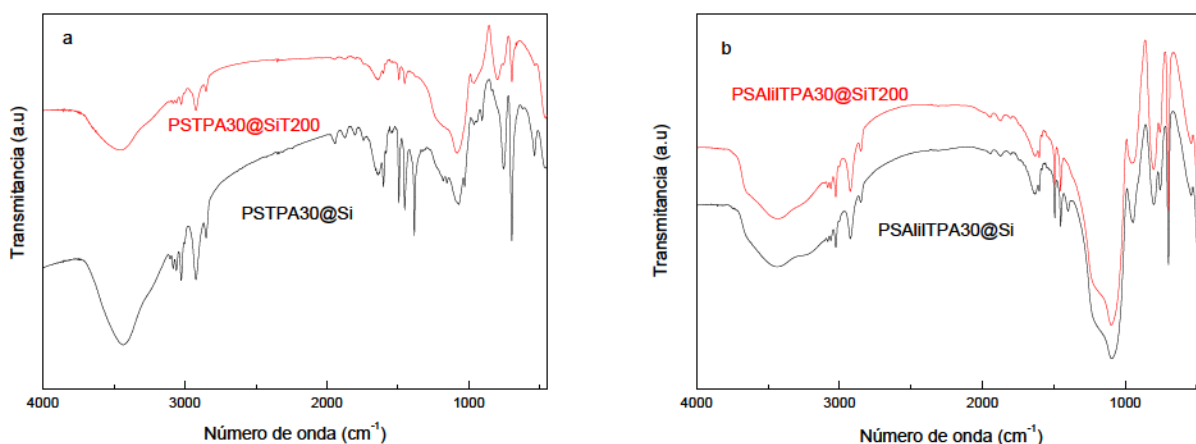 a
PSTPA30@SiT200
PSTPA30@Si
Transmitancia (a.u)
4000 3000 2000 1000
Número de onda (cm⁻¹)
b
PSAlilTPA30@SiT200
PSAlilTPA30@Si
Transmitancia (a.u)
4000 3000 2000 1000
Número de onda (cm⁻¹)